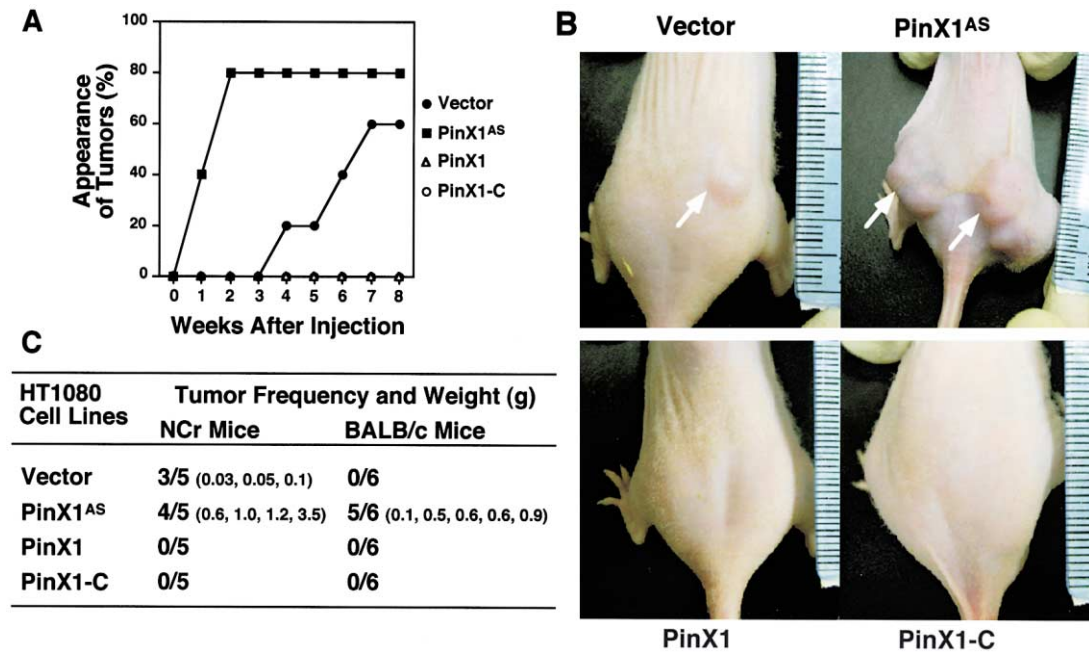 A
Appearance
of Tumors (%)
100
80
60
40
20
0
0 1 2 3 4 5 6 7 8
Weeks After Injection
Vector
PinX1AS
PinX1
PinX1-C
B
Vector PinX1AS
PinX1 PinX1-C
C
HT1080
Cell Lines
Tumor Frequency and Weight (g)
NCr Mice BALB/c Mice
Vector 3/5 (0.03, 0.05, 0.1) 0/6
PinX1AS 4/5 (0.6, 1.0, 1.2, 3.5) 5/6 (0.1, 0.5, 0.6, 0.6, 0.9)
PinX1 0/5 0/6
PinX1-C 0/5 0/6